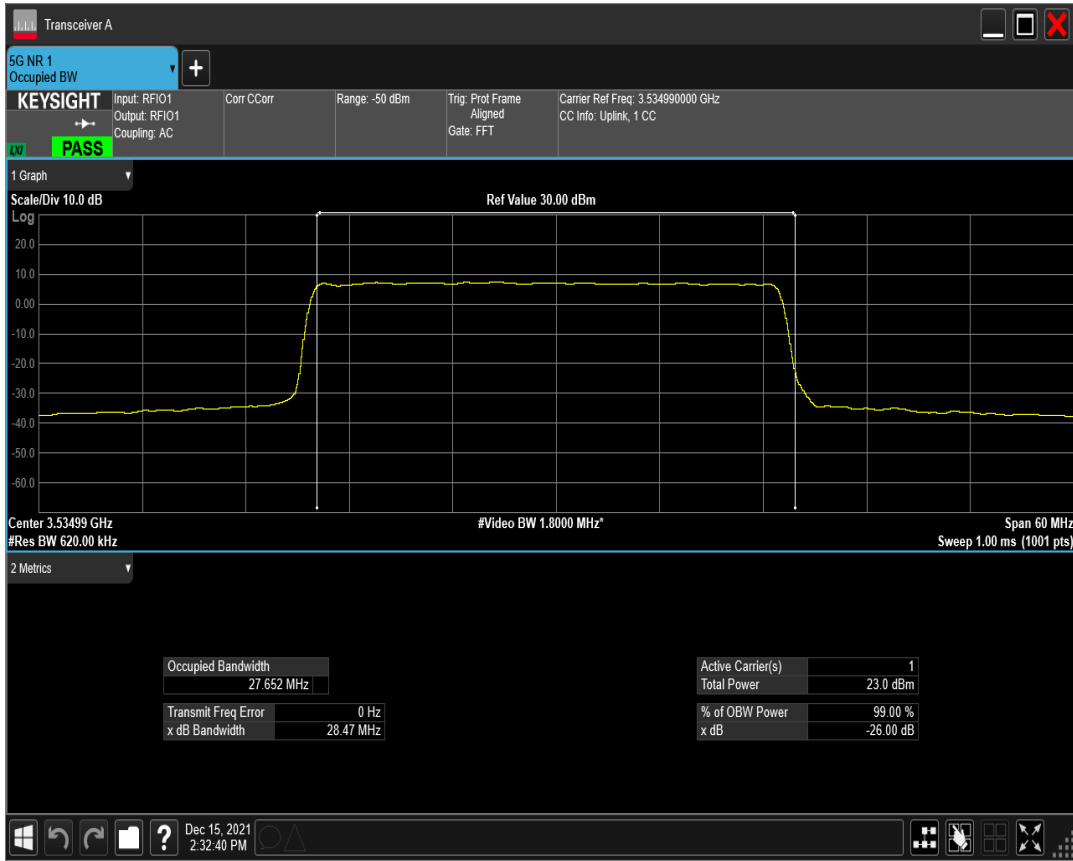 Transceiver A
5G NR 1
Occupied BW
+
KEYSIGHT
LXI
PASS
Input: RFIO1
Output: RFIO1
Coupling: AC
Corr CCorr
Range: -50 dBm
Trig: Prot Frame
Aligned
Gate: FFT
Carrier Ref Freq: 3.534990000 GHz
CC Info: Uplink, 1 CC
1 Graph
Scale/Div 10.0 dB
Ref Value 30.00 dBm
Log
20.0
10.0
0.00
-10.0
-20.0
-30.0
-40.0
-50.0
-60.0
Center 3.53499 GHz
#Video BW 1.8000 MHz*
Span 60 MHz
#Res BW 620.00 kHz
Sweep 1.00 ms (1001 pts)
2 Metrics
Occupied Bandwidth
27.652 MHz
Transmit Freq Error 0 Hz
x dB Bandwidth 28.47 MHz
Active Carrier(s) 1
Total Power 23.0 dBm
% of OBW Power 99.00 %
x dB -26.00 dB
?
Dec 15, 2021
2:32:40 PM